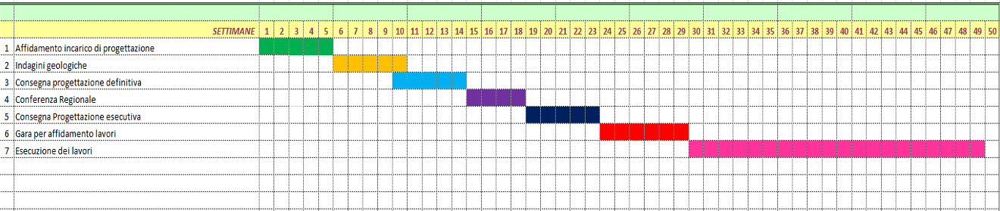 SETTIMANE 1 2 3 4 5 6 7 8 9 10 11 12 13 14 15 16 17 18 19 20 21 22 23 24 25 26 27 28 29 30 31 32 33 34 35 36 37 38 39 40 41 42 43 44 45 46 47 48 49 50
1 Affidamento incarico di progettazione
2 Indagini geologiche
3 Consegna progettazione definitiva
4 Conferenza Regionale
5 Consegna Progettazione esecutiva
6 Gara per affidamento lavori
7 Esecuzione dei lavori